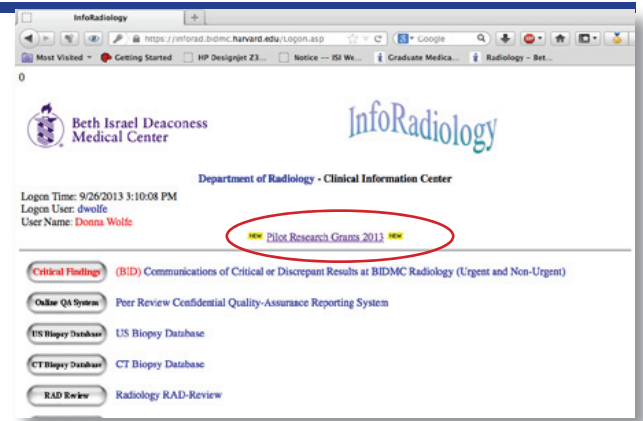 InfoRadiology
https://inforad.bidmc.harvard.edu/Logon.asp
Google
Most Visited
Getting Started
HP Designjet Z3...
Notice — ISI We...
Graduate Medica...
Radiology – Bet...
0
Beth Israel Deaconess
Medical Center
InfoRadiology
Department of Radiology - Clinical Information Center
Logon Time: 9/26/2013 3:10:08 PM
Logon User: dwolfe
User Name: Donna Wolfe
NEW Pilot Research Grants 2013 NEW
Critical Findings (BID) Communications of Critical or Discrepant Results at BIDMC Radiology (Urgent and Non-Urgent)
Online QA System Peer Review Confidential Quality-Assurance Reporting System
US Biopsy Database US Biopsy Database
CT Biopsy Database CT Biopsy Database
RAD Review Radiology RAD-Review